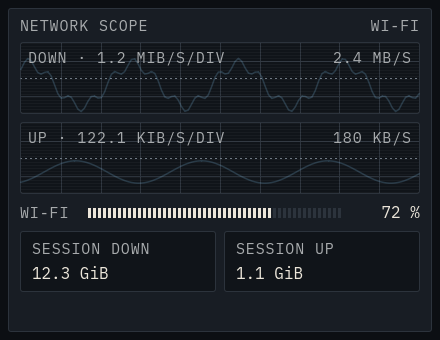 NETWORK SCOPE WI-FI
DOWN · 1.2 MIB/S/DIV 2.4 MB/S
UP · 122.1 KIB/S/DIV 180 KB/S
WI-FI 72 %
SESSION DOWN SESSION UP
12.3 GiB 1.1 GiB